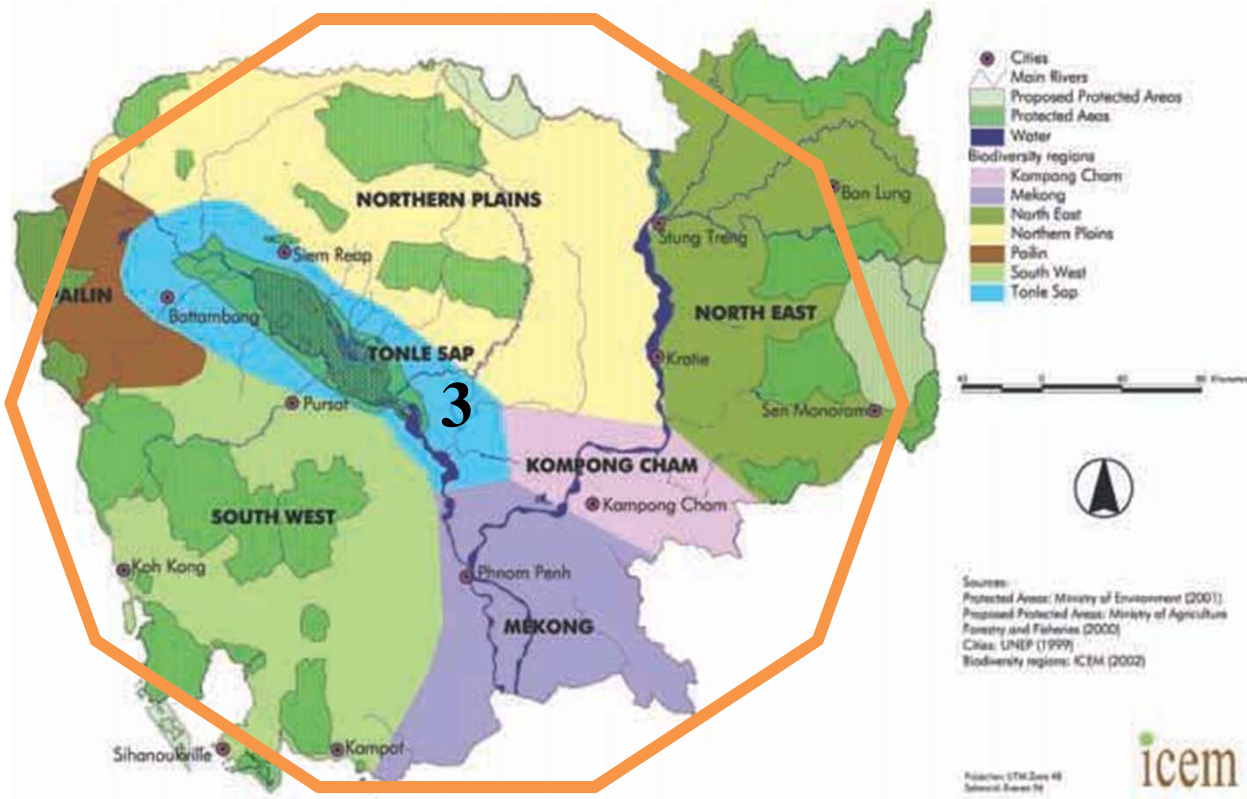 Cities
Main Rivers
Proposed Protected Areas
Protected Aeas
Water
Biodiversity regions
Kampong Cham
Mekong
North East
Northern Plains
Pailin
South West
Tonle Sap
NORTHERN PLAINS
Ban Lung
Stung Treng
Siem Reap
PAILIN
Battambang
NORTH EAST
TONLE SAP
Kratie
3
Pursat
Sen Monorom
KOMPONG CHAM
Kampong Cham
SOUTH WEST
Koh Kong
Phnom Penh
MEKONG
Sihanoukville
Kampot
Sources:
Protected Areas: Ministry of Environment (2001)
Proposed Protected Areas: Ministry of Agriculture
Forestry and Fisheries (2000)
Cities: UNEP (1999)
Biodiversity regions: ICEM (2002)
icem